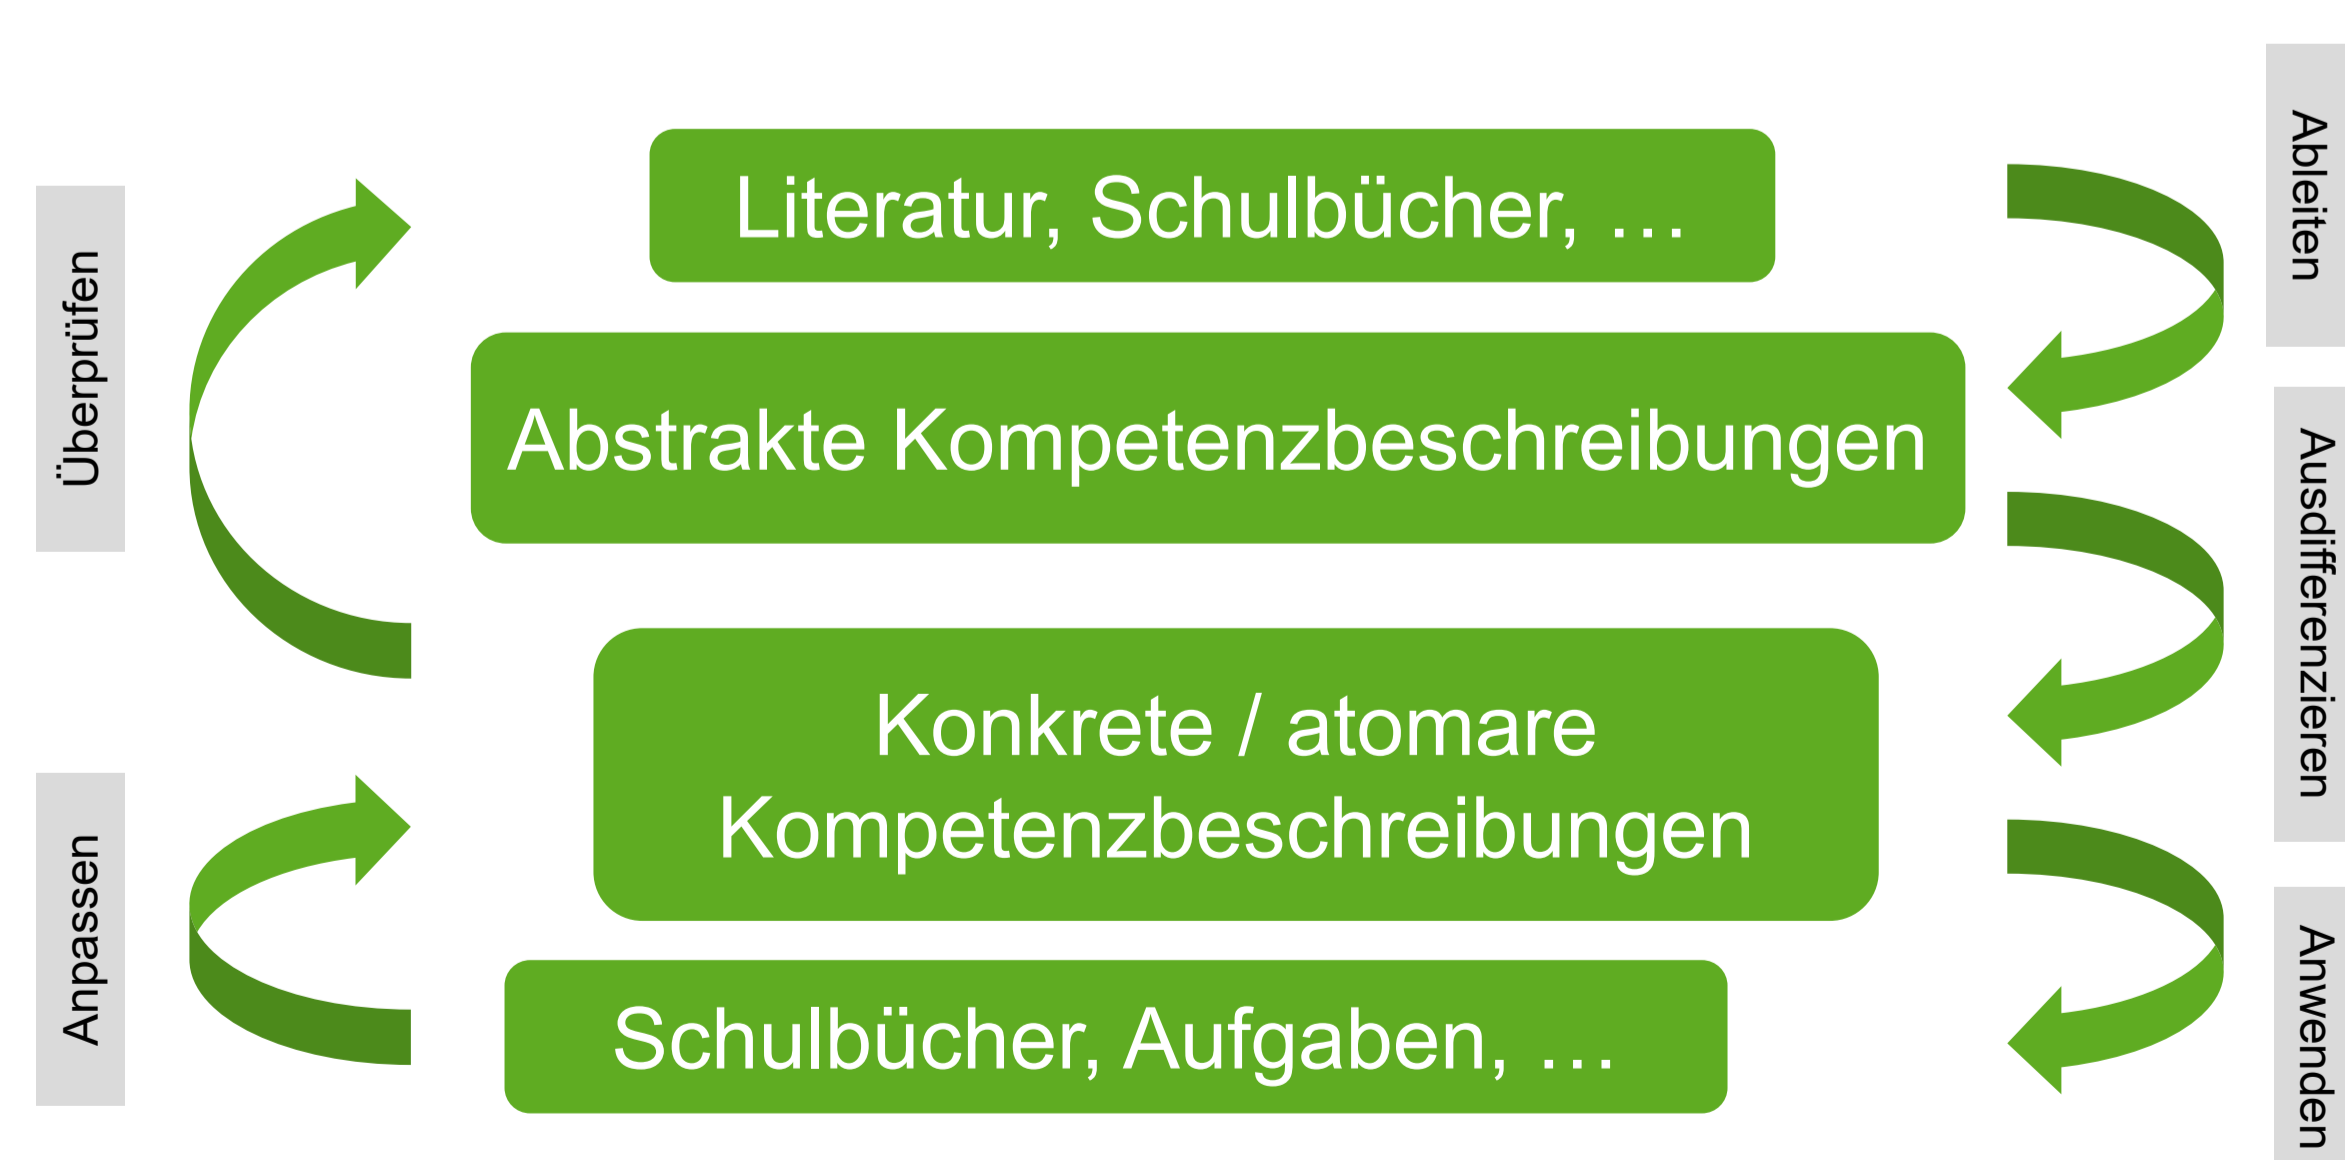 Literatur, Schulbücher, …
Abstrakte Kompetenzbeschreibungen
Konkrete / atomare
Kompetenzbeschreibungen
Schulbücher, Aufgaben, …
Überprüfen
Anpassen
Ableiten
Ausdifferenzieren
Anwenden